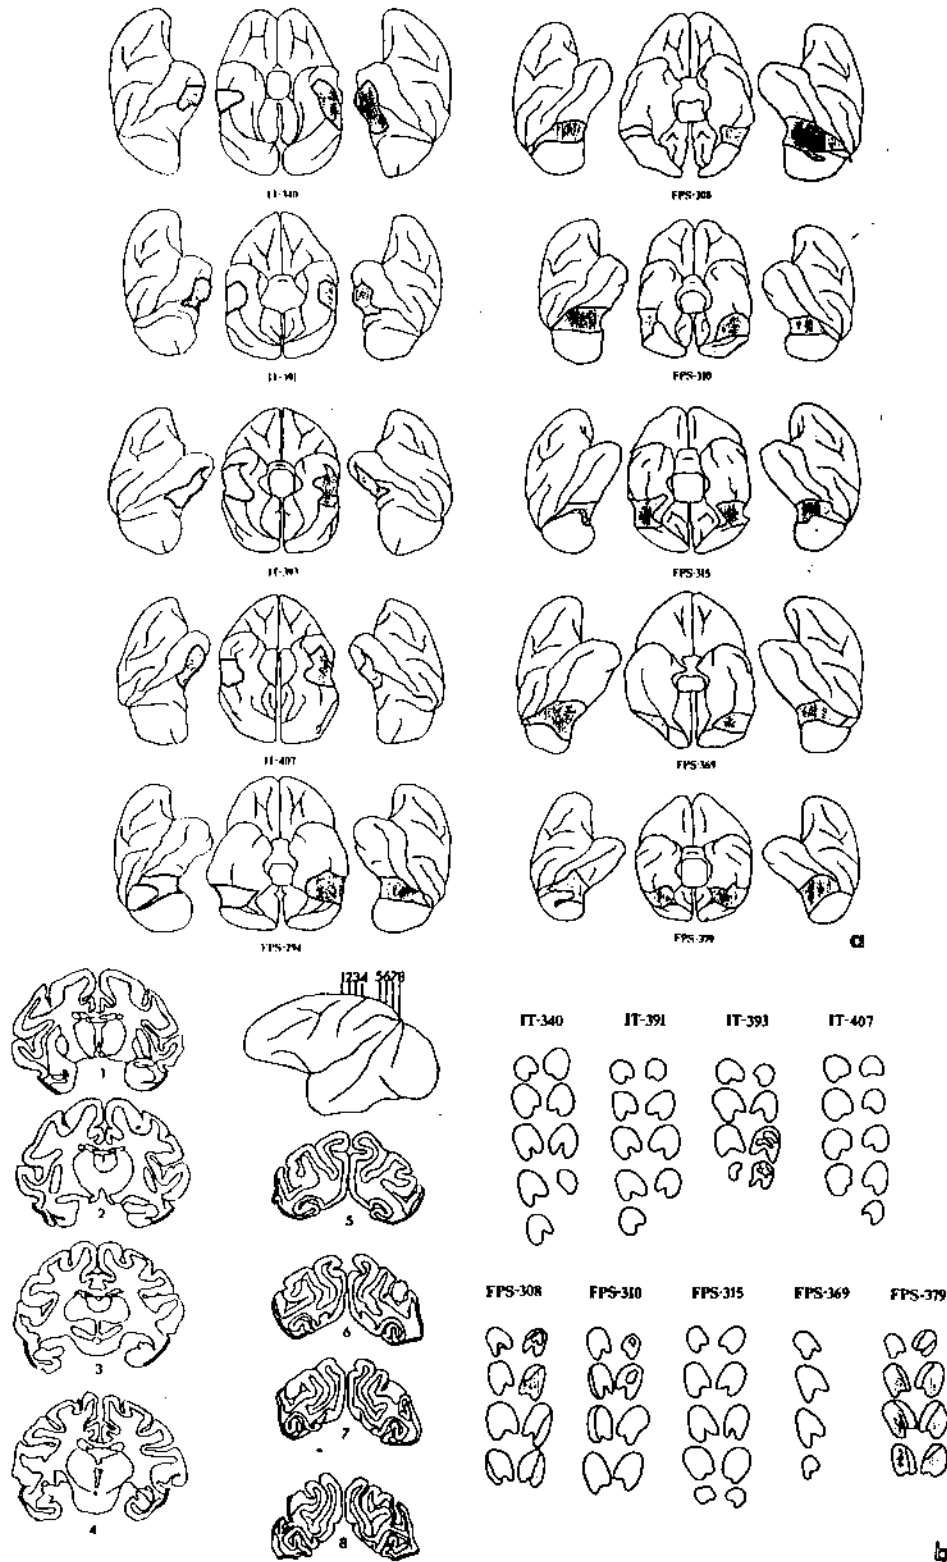 IT-340
FPS-308
IT-391
FPS-310
IT-393
FPS-315
IT-407
FPS-369
FPS-294
FPS-379
a
1234 5678
1
2
3
4
5
6
7
8
IT-340 IT-391 IT-393 IT-407
FPS-308 FPS-310 FPS-315 FPS-369 FPS-379
b